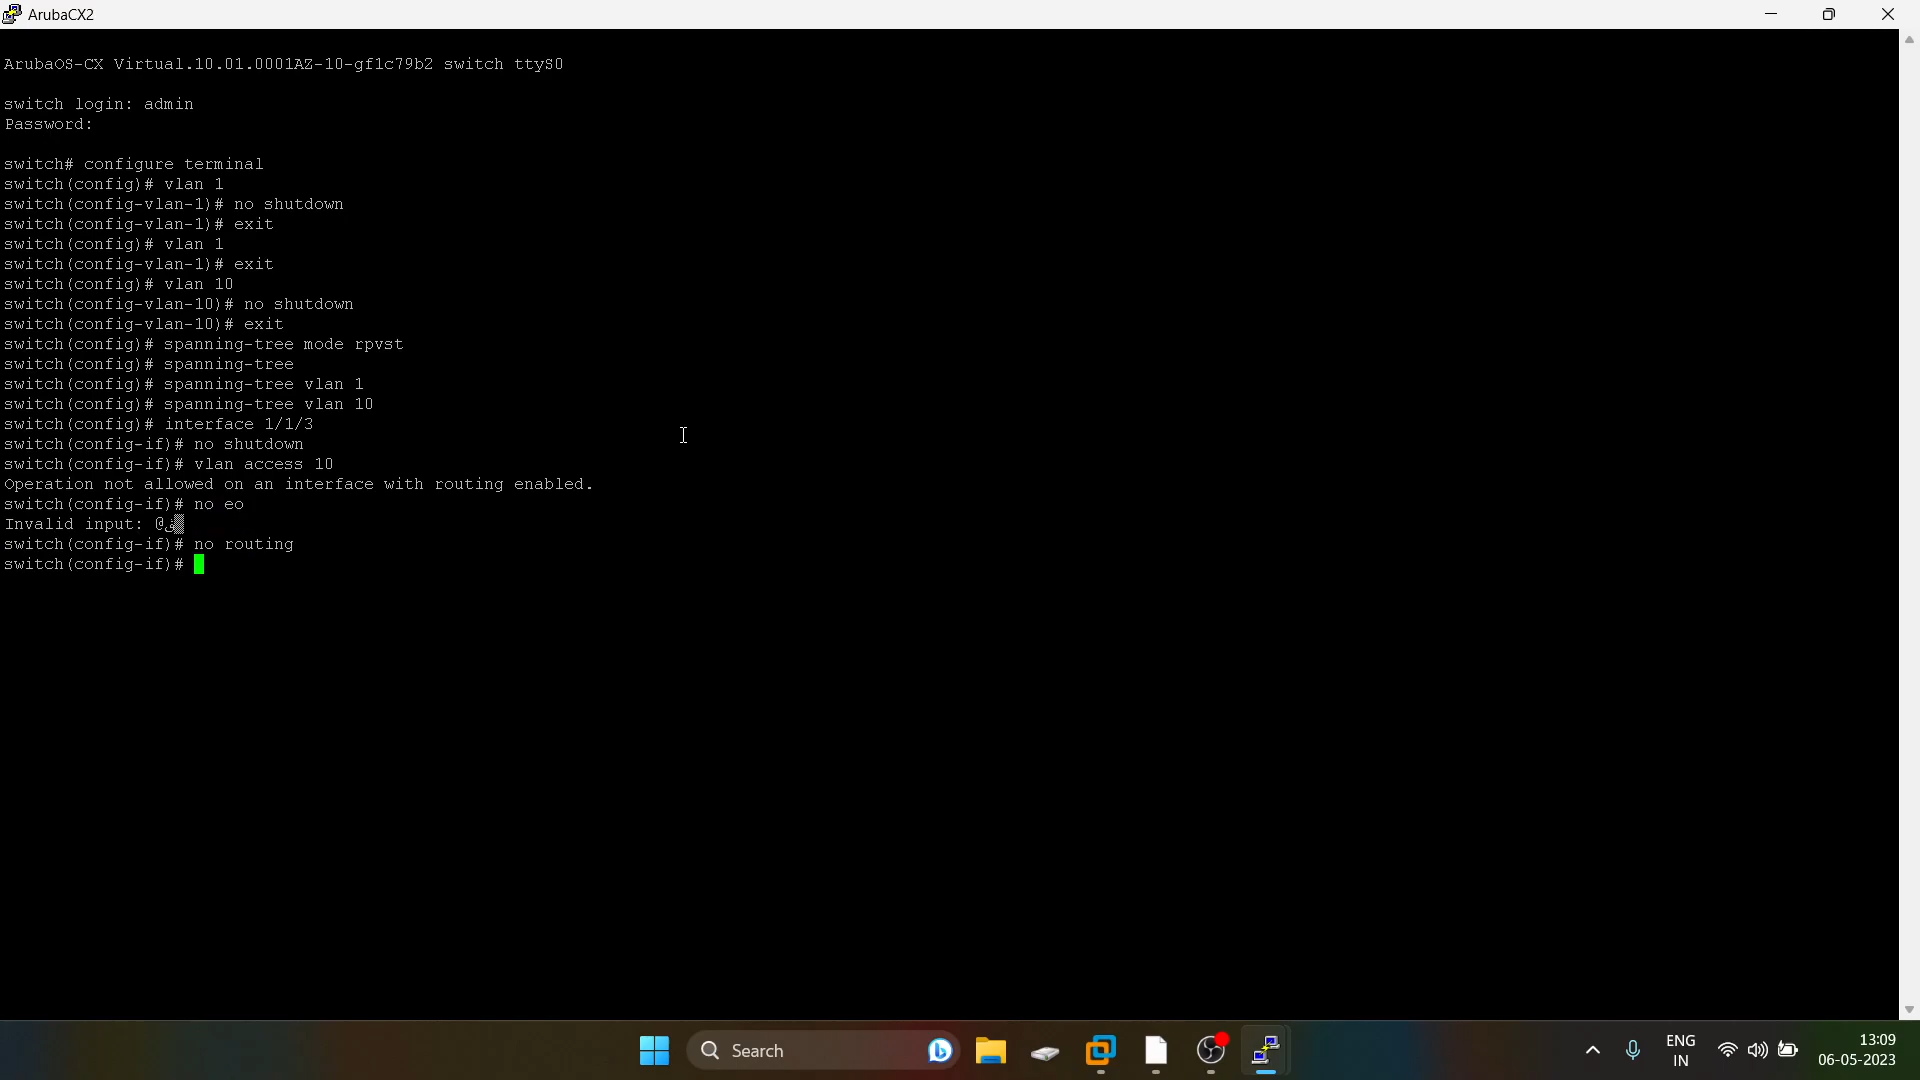 ArubaCX2
ArubaOS-CX Virtual.10.01.0001AZ-10-gf1c79b2 switch ttyS0
switch login: admin
Password:
switch# configure terminal
switch(config)# vlan 1
switch(config-vlan-1)# no shutdown
switch(config-vlan-1)# exit
switch(config)# vlan 1
switch(config-vlan-1)# exit
switch(config)# vlan 10
switch(config-vlan-10)# no shutdown
switch(config-vlan-10)# exit
switch(config)# spanning-tree mode rpvst
switch(config)# spanning-tree
switch(config)# spanning-tree vlan 1
switch(config)# spanning-tree vlan 10
switch(config)# interface 1/1/3
switch(config-if)# no shutdown
switch(config-if)# vlan access 10
Operation not allowed on an interface with routing enabled.
switch(config-if)# no eo
Invalid input: @
switch(config-if)# no routing
switch(config-if)#
Search
ENG
IN
13:09
06-05-2023